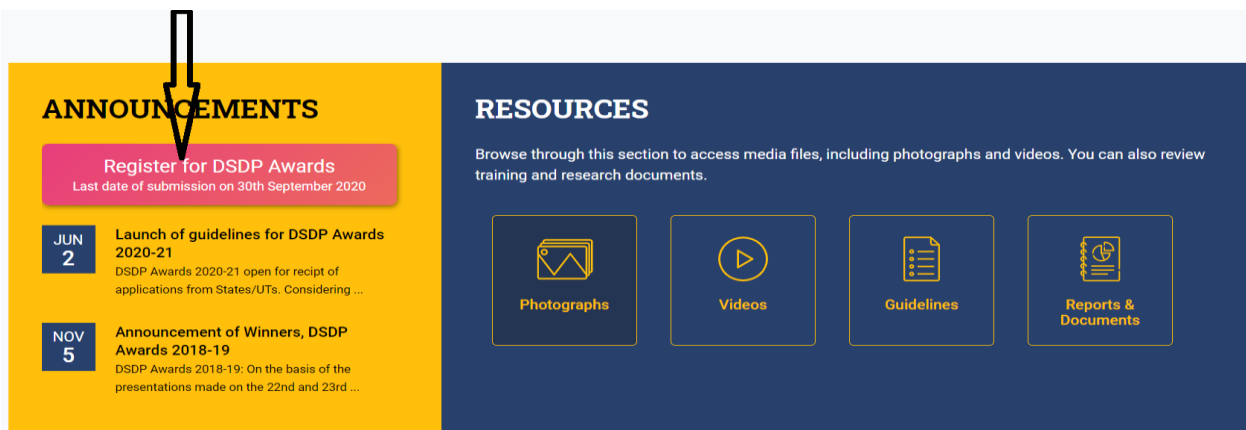 ANNOUNCEMENTS
Register for DSDP Awards
Last date of submission on 30th September 2020
JUN
2
Launch of guidelines for DSDP Awards
2020-21
DSDP Awards 2020-21 open for recipt of
applications from States/UTs. Considering ...
NOV
5
Announcement of Winners, DSDP
Awards 2018-19
DSDP Awards 2018-19: On the basis of the
presentations made on the 22nd and 23rd ...
RESOURCES
Browse through this section to access media files, including photographs and videos. You can also review
training and research documents.
Photographs
Videos
Guidelines
Reports &
Documents